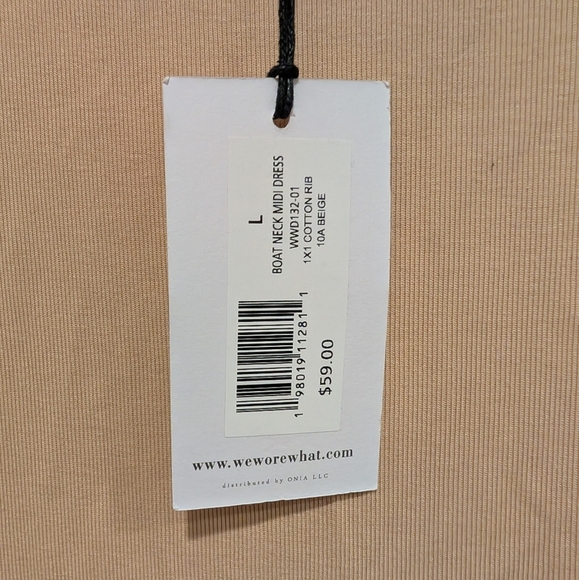 L
BOAT NECK MIDI DRESS
WWD132-01
1X1 COTTON RIB
10A BEIGE
1 98019 11281 1
$59.00
www.weworewhat.com
distributed by ONIA LLC